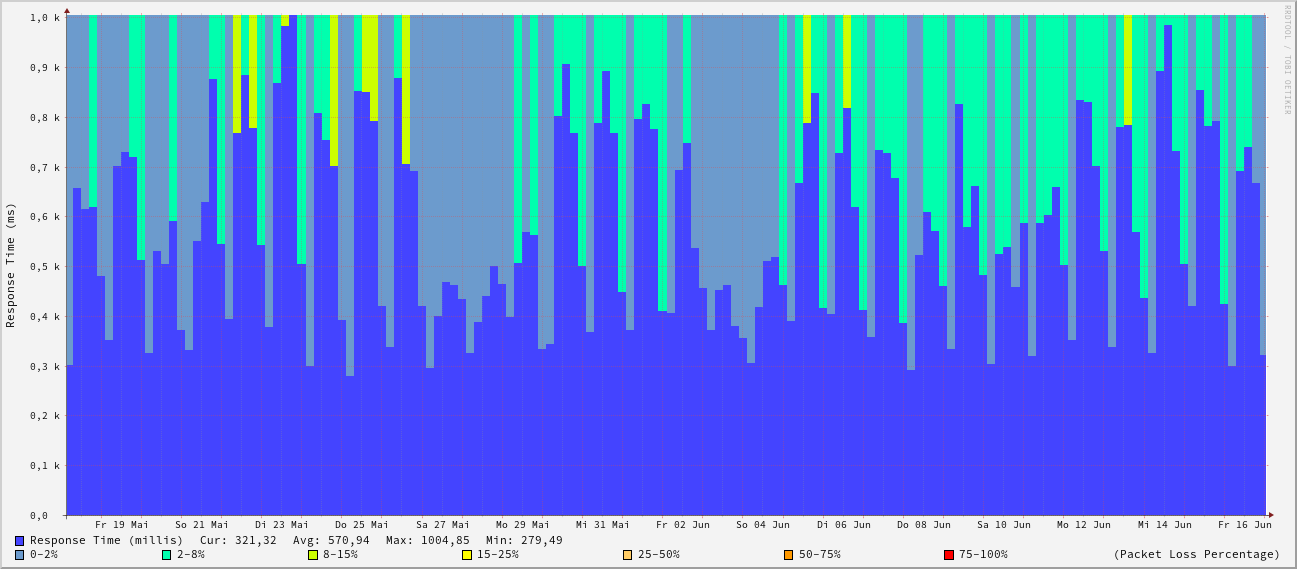 1,0 k
0,9 k
0,8 k
0,7 k
0,6 k
0,5 k
0,4 k
0,3 k
0,2 k
0,1 k
0,0
Response Time (ms)
RRDTOOL / TOBI OETIKER
Fr 19 Mai So 21 Mai Di 23 Mai Do 25 Mai Sa 27 Mai Mo 29 Mai Mi 31 Mai Fr 02 Jun So 04 Jun Di 06 Jun Do 08 Jun Sa 10 Jun Mo 12 Jun Mi 14 Jun Fr 16 Jun
Response Time (millis) Cur: 321,32 Avg: 570,94 Max: 1004,85 Min: 279,49
0-2% 2-8% 8-15% 15-25% 25-50% 50-75% 75-100% (Packet Loss Percentage)